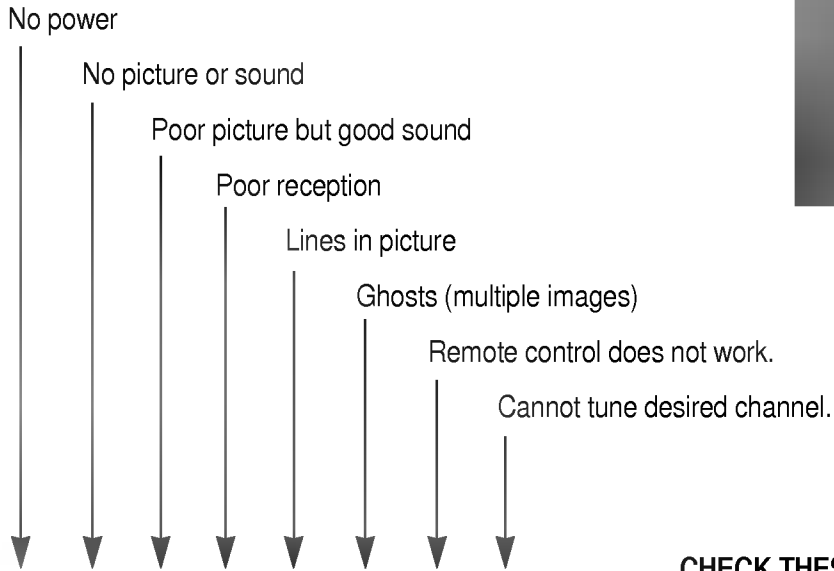 No power
No picture or sound
Poor picture but good sound
Poor reception
Lines in picture
Ghosts (multiple images)
Remote control does not work.
Cannot tune desired channel.
CHECK